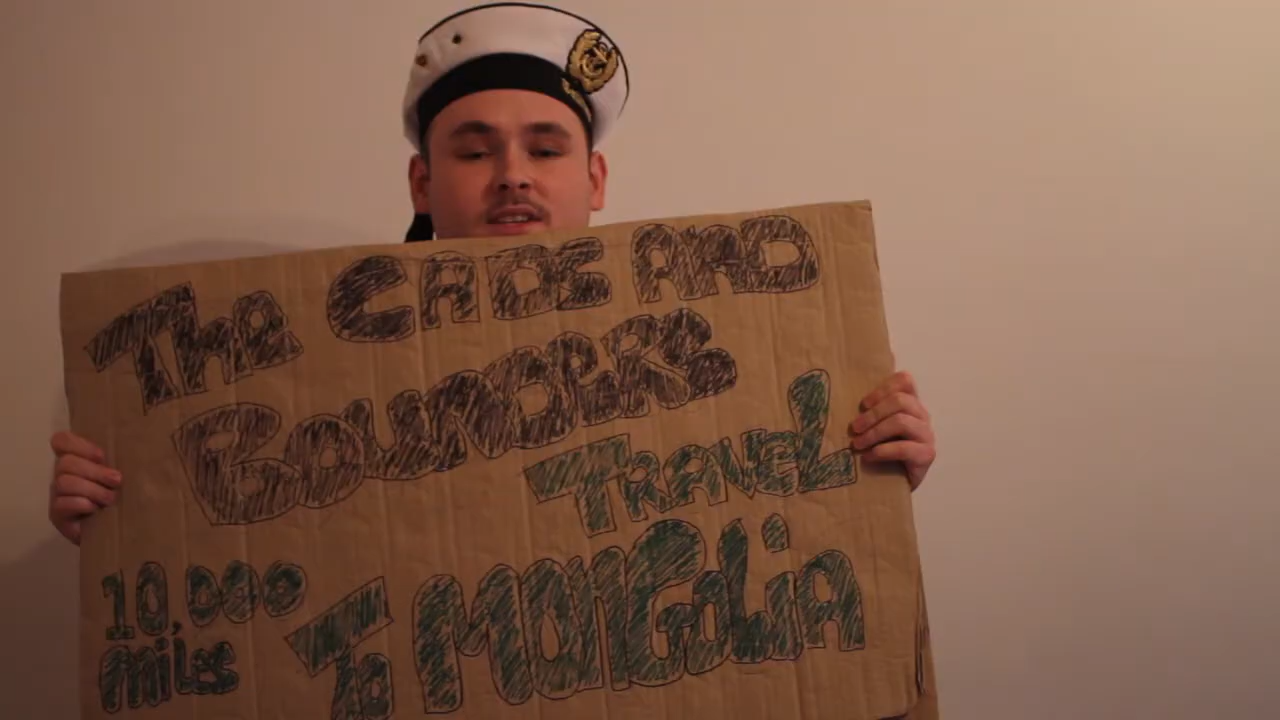 The CADS AND
BOUNDERS
TRAVEL
10,000
miles
To MONGOLiA